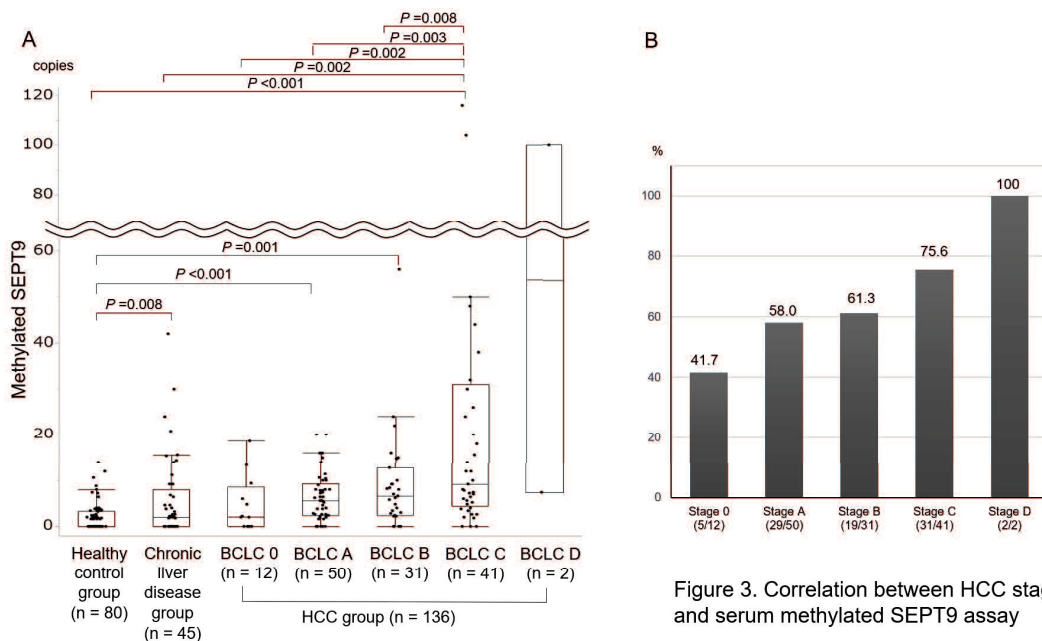 A
copies
P =0.008
P =0.003
P =0.002
P =0.002
P <0.001
120
100
80
60
40
20
0
Methylated SEPT9
P =0.001
P <0.001
P =0.008
Healthy
control
group
(n = 80)
Chronic
liver
disease
group
(n = 45)
BCLC 0
(n = 12)
BCLC A
(n = 50)
BCLC B
(n = 31)
BCLC C
(n = 41)
BCLC D
(n = 2)
HCC group (n = 136)
B
%
100
80
60
40
20
0
41.7
58.0
61.3
75.6
100
Stage 0
(5/12)
Stage A
(29/50)
Stage B
(19/31)
Stage C
(31/41)
Stage D
(2/2)
Figure 3. Correlation between HCC stag
and serum methylated SEPT9 assay